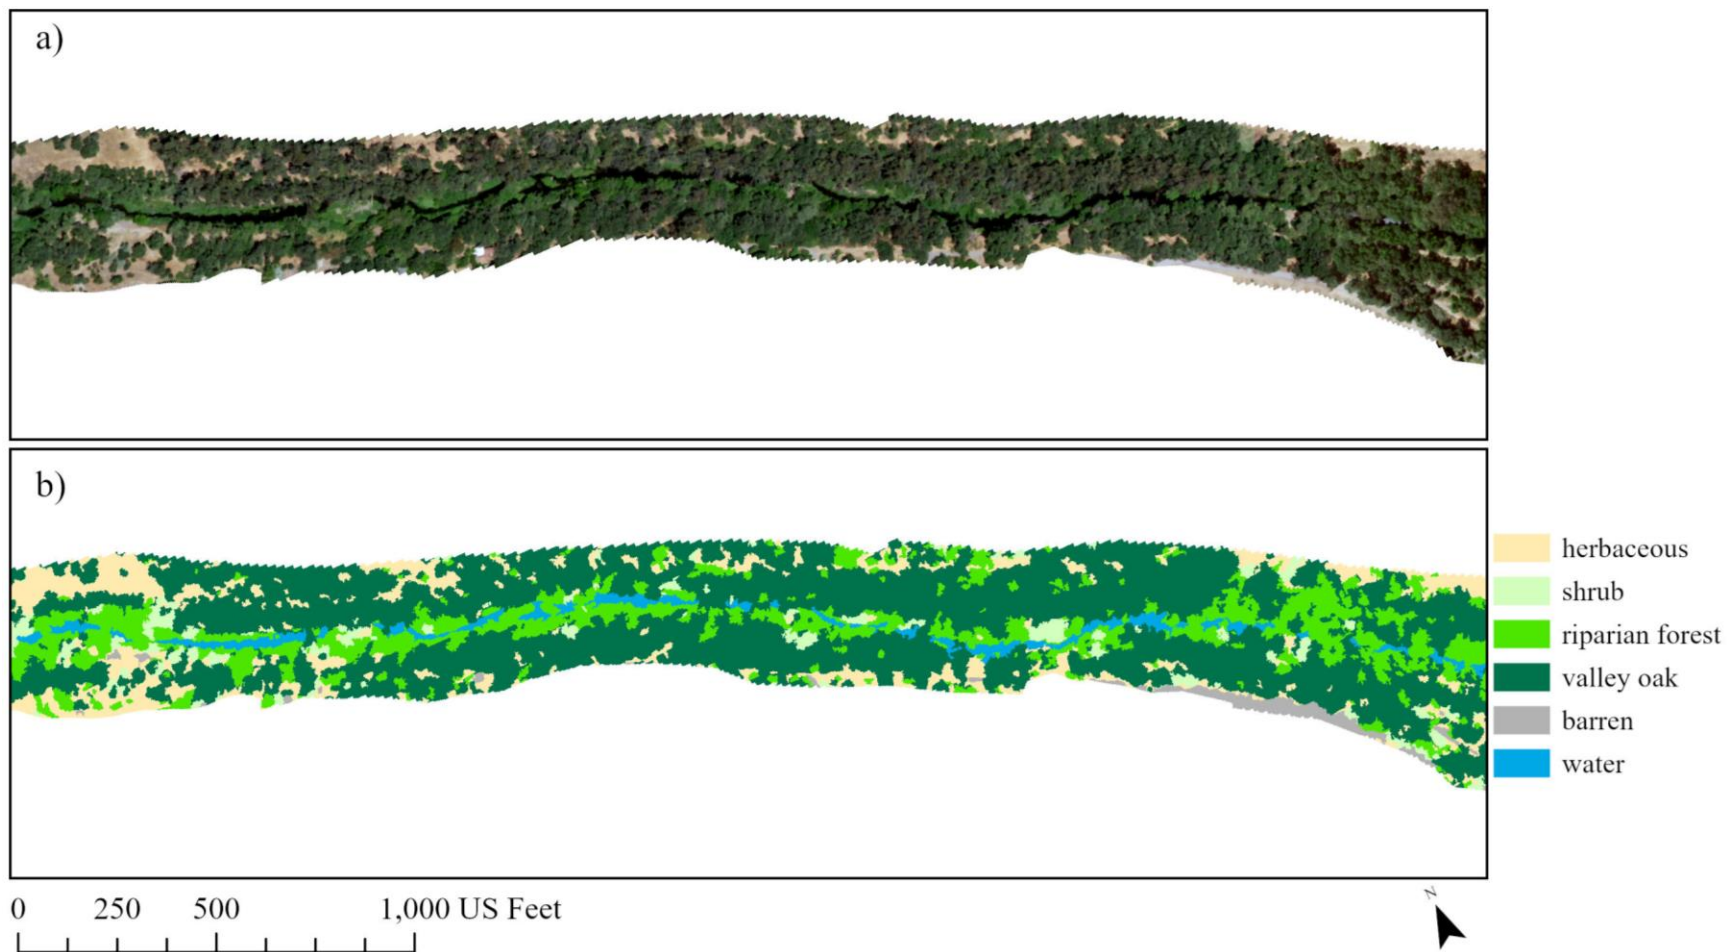 a)
b)
herbaceous
shrub
riparian forest
valley oak
barren
water
0 250 500 1,000 US Feet
N